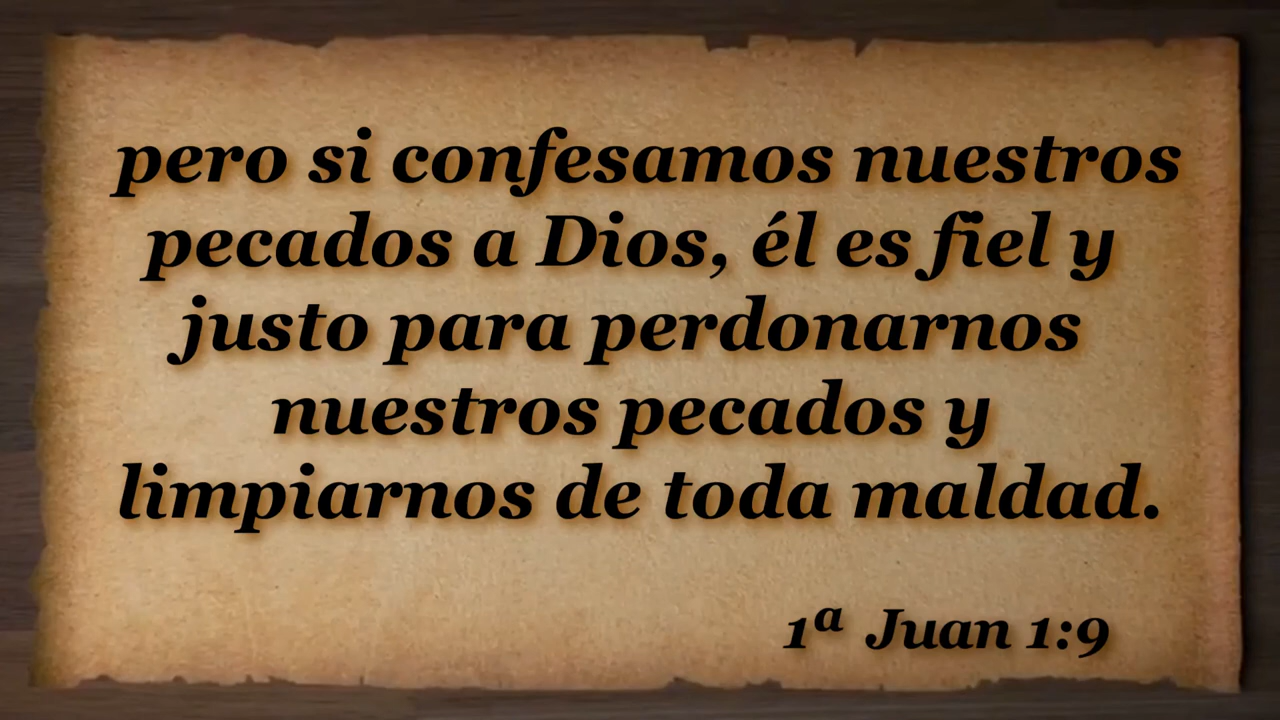 pero si confesamos nuestros
pecados a Dios, él es fiel y
justo para perdonarnos
nuestros pecados y
limpiarnos de toda maldad.
1ª Juan 1:9